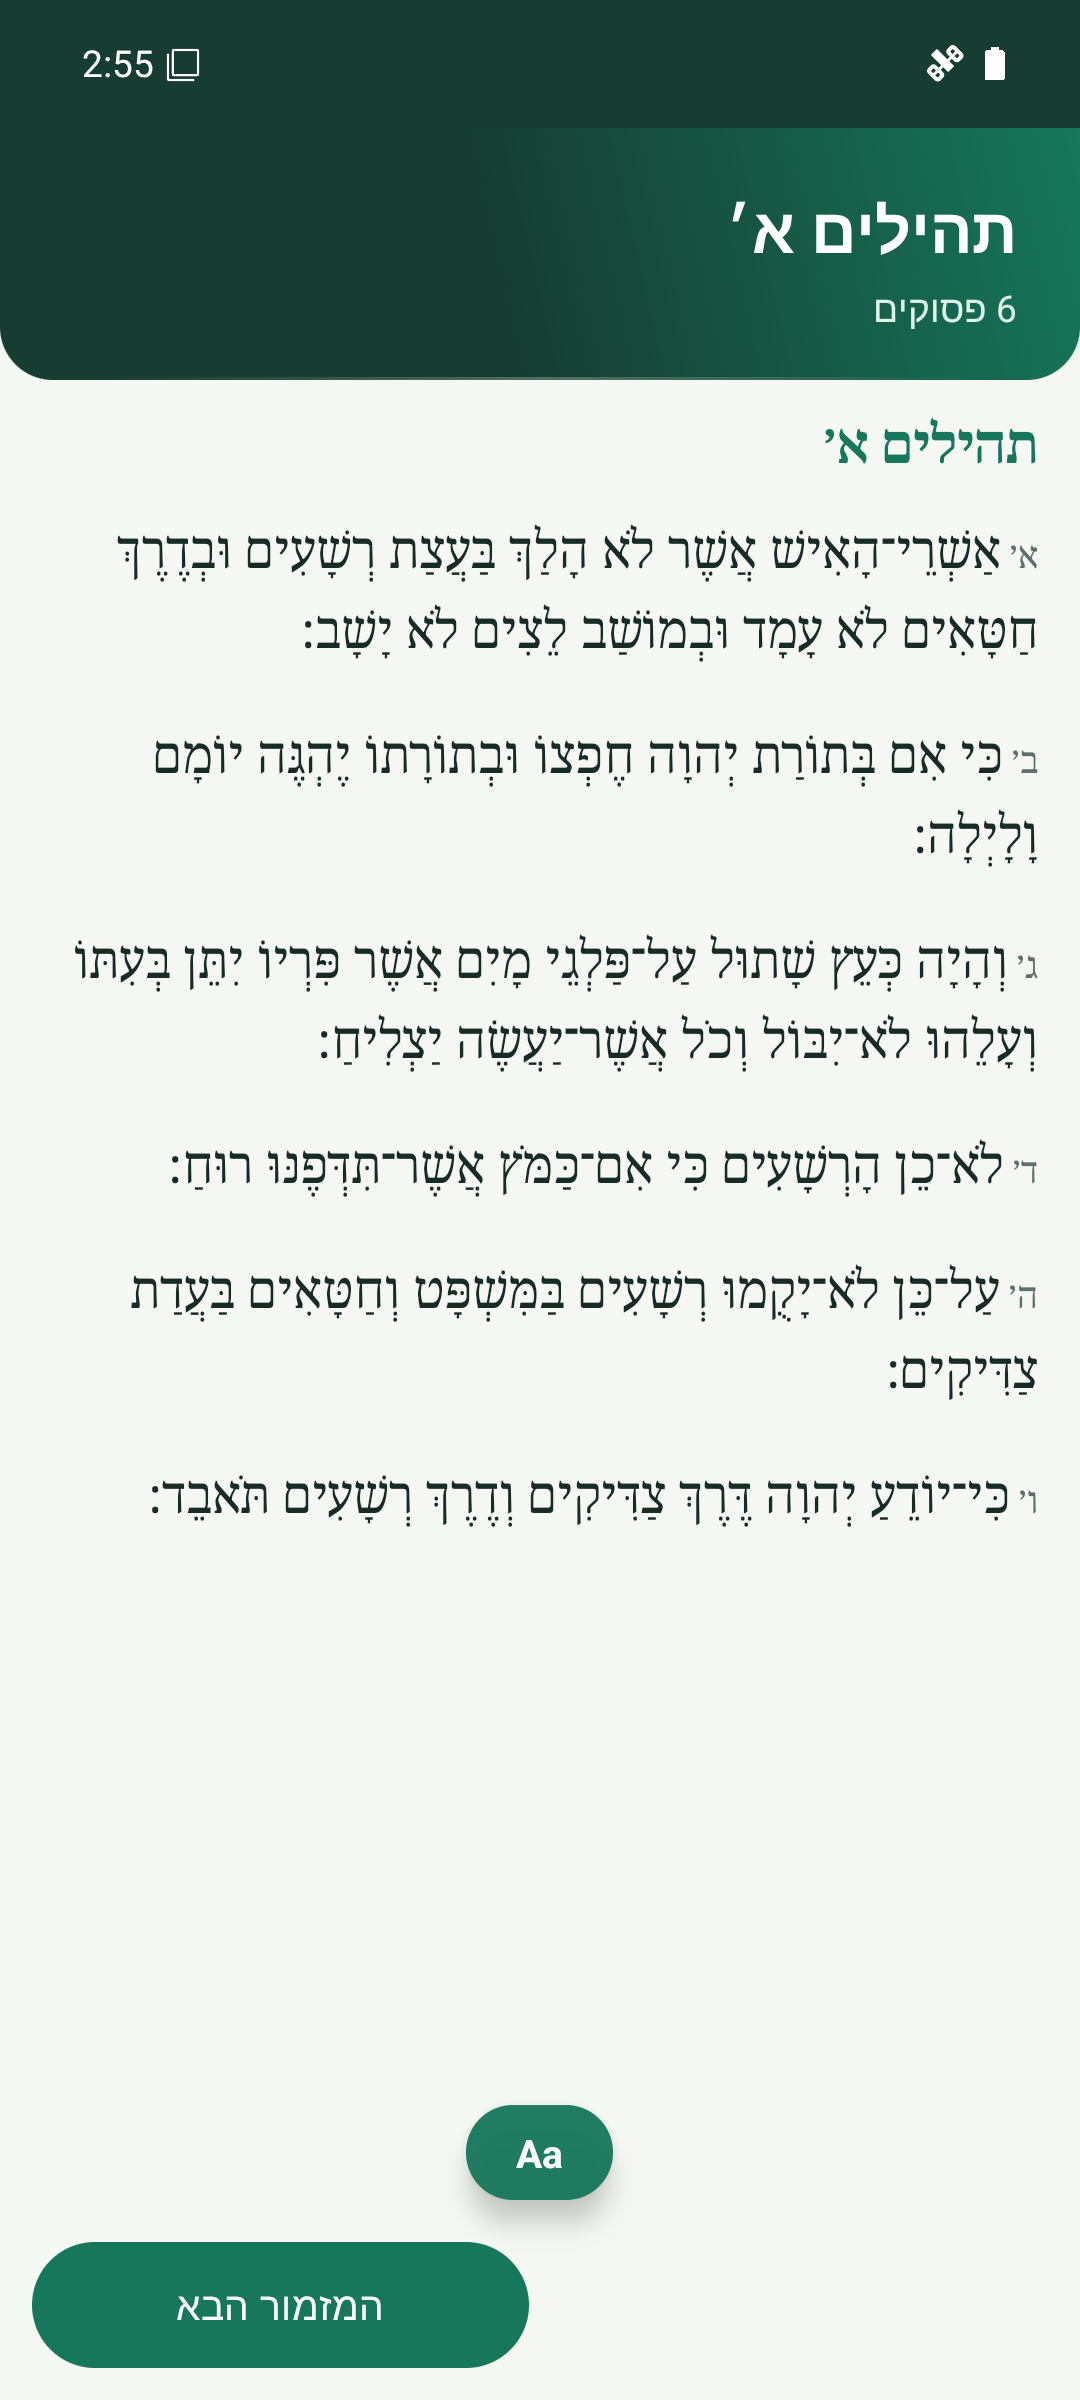 2:55
תהילים א׳
6 פסוקים
תהילים א׳
א׳ אַשְׁרֵי־הָאִישׁ אֲשֶׁר לֹא הָלַךְ בַּעֲצַת רְשָׁעִים וּבְדֶרֶךְ
חַטָּאִים לֹא עָמָד וּבְמוֹשַׁב לֵצִים לֹא יָשָׁב:
ב׳ כִּי אִם בְּתוֹרַת יְהוָה חֶפְצוֹ וּבְתוֹרָתוֹ יֶהְגֶּה יוֹמָם
וָלָיְלָה:
ג׳ וְהָיָה כְּעֵץ שָׁתוּל עַל־פַּלְגֵי מָיִם אֲשֶׁר פִּרְיוֹ יִתֵּן בְּעִתּוֹ
וְעָלֵהוּ לֹא־יִבּוֹל וְכֹל אֲשֶׁר־יַעֲשֶׂה יַצְלִיחַ:
ד׳ לֹא־כֵן הָרְשָׁעִים כִּי אִם־כַּמֹּץ אֲשֶׁר־תִּדְּפֶנּוּ רוּחַ:
ה׳ עַל־כֵּן לֹא־יָקֻמוּ רְשָׁעִים בַּמִּשְׁפָּט וְחַטָּאִים בַּעֲדַת
צַדִּיקִים:
ו׳ כִּי־יוֹדֵעַ יְהוָה דֶּרֶךְ צַדִּיקִים וְדֶרֶךְ רְשָׁעִים תֹּאבֵד:
Aa
המזמור הבא